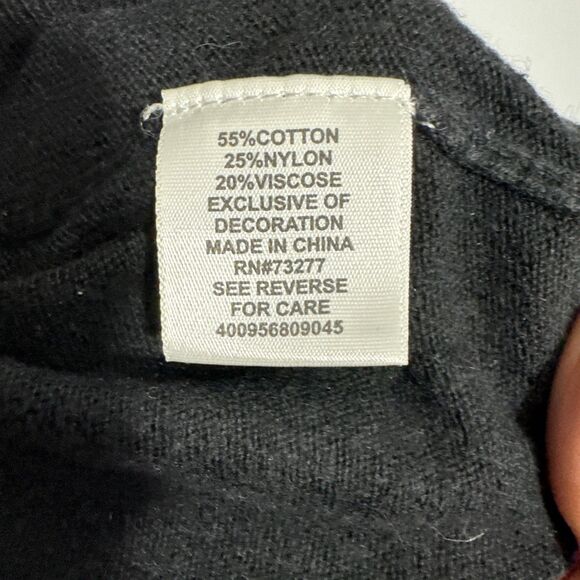 55%COTTON
25%NYLON
20%VISCOSE
EXCLUSIVE OF
DECORATION
MADE IN CHINA
RN#73277
SEE REVERSE
FOR CARE
400956809045